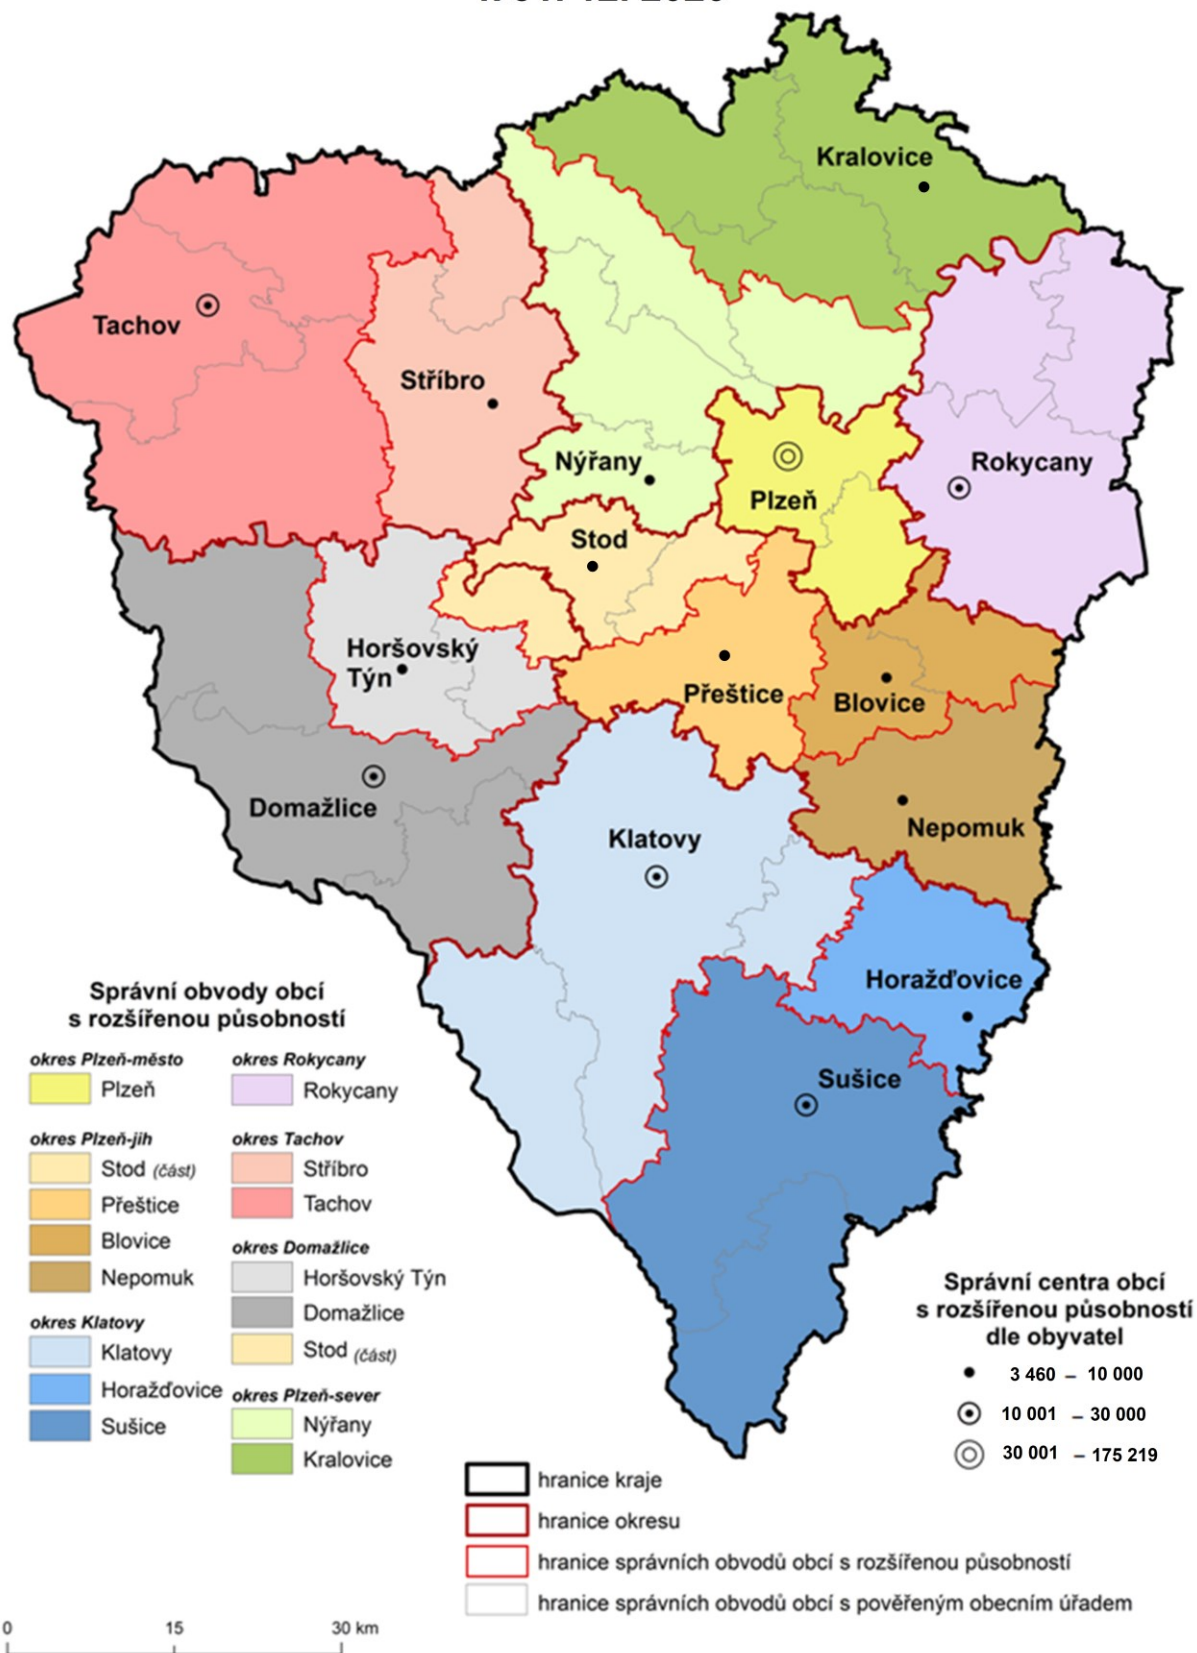 Kralovice
Tachov
Stříbro
Nýřany
Rokycany
Plzeň
Stod
Horšovský
Týn
Přeštice
Blovice
Domažlice
Nepomuk
Klatovy
Horažďovice
Sušice
Správní obvody obcí
s rozšířenou působností
okres Plzeň-město
Plzeň
okres Plzeň-jih
Stod (část)
Přeštice
Blovice
Nepomuk
okres Klatovy
Klatovy
Horažďovice
Sušice
okres Rokycany
Rokycany
okres Tachov
Stříbro
Tachov
okres Domažlice
Horšovský Týn
Domažlice
Stod (část)
okres Plzeň-sever
Nýřany
Kralovice
Správní centra obcí
s rozšířenou působností
dle obyvatel
3 460 – 10 000
10 001 – 30 000
30 001 – 175 219
hranice kraje
hranice okresu
hranice správních obvodů obcí s rozšířenou působností
hranice správních obvodů obcí s pověřeným obecním úřadem
0 15 30 km